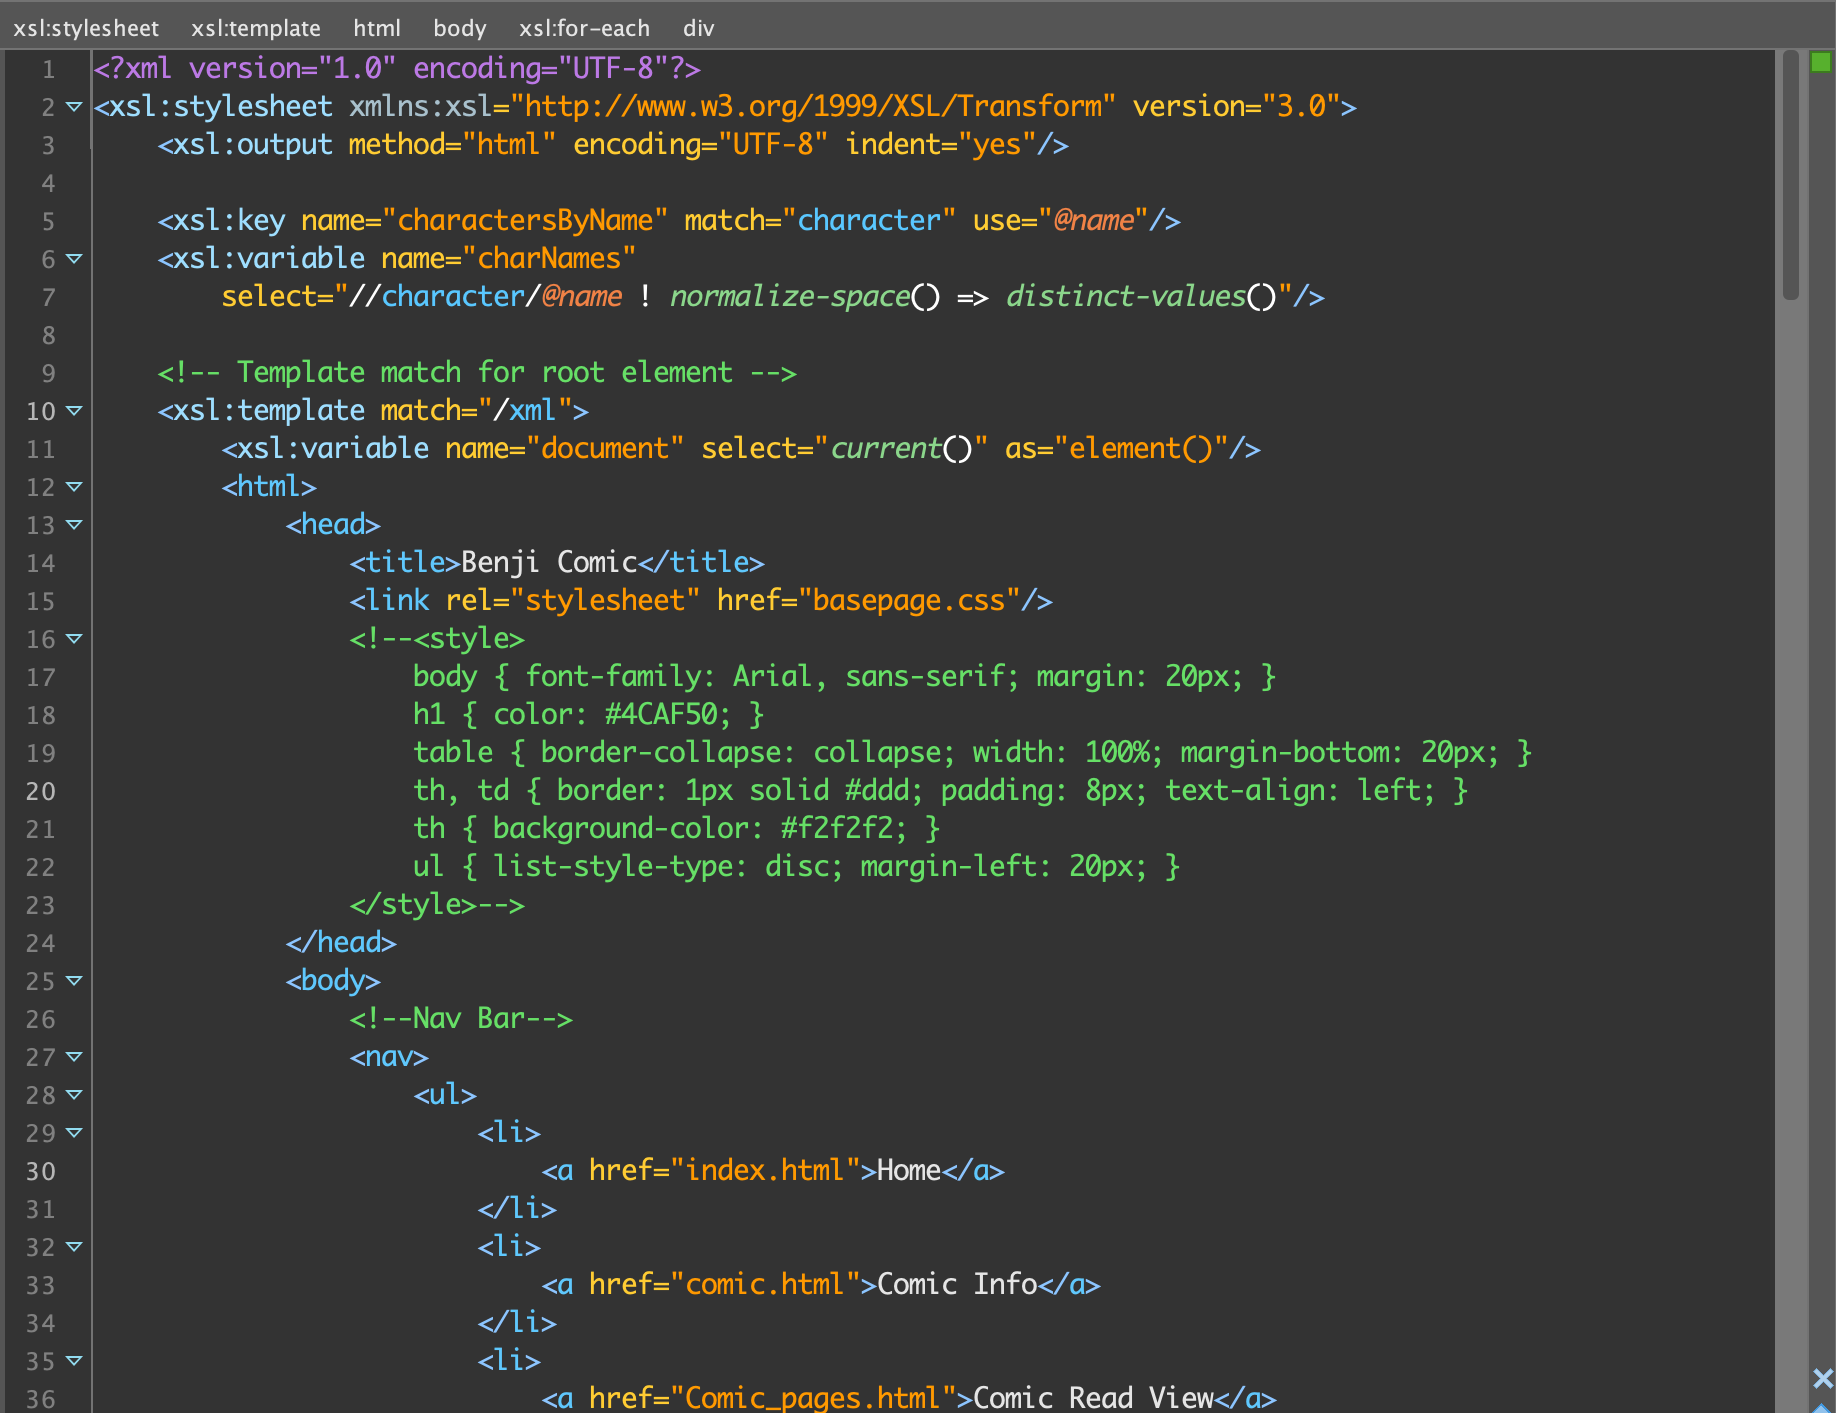 xsl:stylesheet xsl:template html body xsl:for-each div
1 <?xml version="1.0" encoding="UTF-8"?>
2 <xsl:stylesheet xmlns:xsl="http://www.w3.org/1999/XSL/Transform" version="3.0">
3 <xsl:output method="html" encoding="UTF-8" indent="yes"/>
4
5 <xsl:key name="charactersByName" match="character" use="@name"/>
6 <xsl:variable name="charNames"
7 select="//character/@name ! normalize-space() => distinct-values()"/>
8
9 <!-- Template match for root element -->
10 <xsl:template match="/xml">
11 <xsl:variable name="document" select="current()" as="element()"/>
12 <html>
13 <head>
14 <title>Benji Comic</title>
15 <link rel="stylesheet" href="basepage.css"/>
16 <!--<style>
17 body { font-family: Arial, sans-serif; margin: 20px; }
18 h1 { color: #4CAF50; }
19 table { border-collapse: collapse; width: 100%; margin-bottom: 20px; }
20 th, td { border: 1px solid #ddd; padding: 8px; text-align: left; }
21 th { background-color: #f2f2f2; }
22 ul { list-style-type: disc; margin-left: 20px; }
23 </style>-->
24 </head>
25 <body>
26 <!--Nav Bar-->
27 <nav>
28 <ul>
29 <li>
30 <a href="index.html">Home</a>
31 </li>
32 <li>
33 <a href="comic.html">Comic Info</a>
34 </li>
35 <li>
36 <a href="Comic_pages.html">Comic Read View</a>